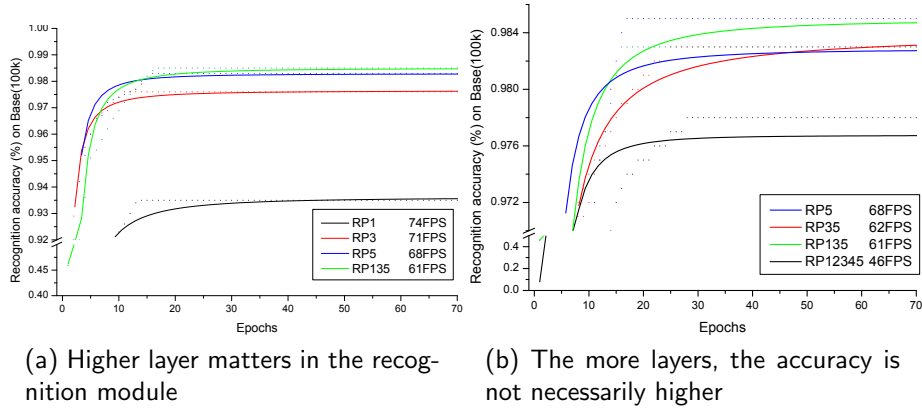 Recognition accuracy (%) on Base(100k)
1.00
0.98
0.97
0.96
0.95
0.94
0.93
0.92
0.45
0.40
0 10 20 30 40 50 60 70
Epochs
RP1 74FPS
RP3 71FPS
RP5 68FPS
RP135 61FPS
(a) Higher layer matters in the recog-
nition module
Recognition accuracy (%) on Base(100k)
0.984
0.980
0.976
0.972
0.4
0.2
0.0
0 10 20 30 40 50 60 70
Epochs
RP5 68FPS
RP35 62FPS
RP135 61FPS
RP12345 46FPS
(b) The more layers, the accuracy is
not necessarily higher